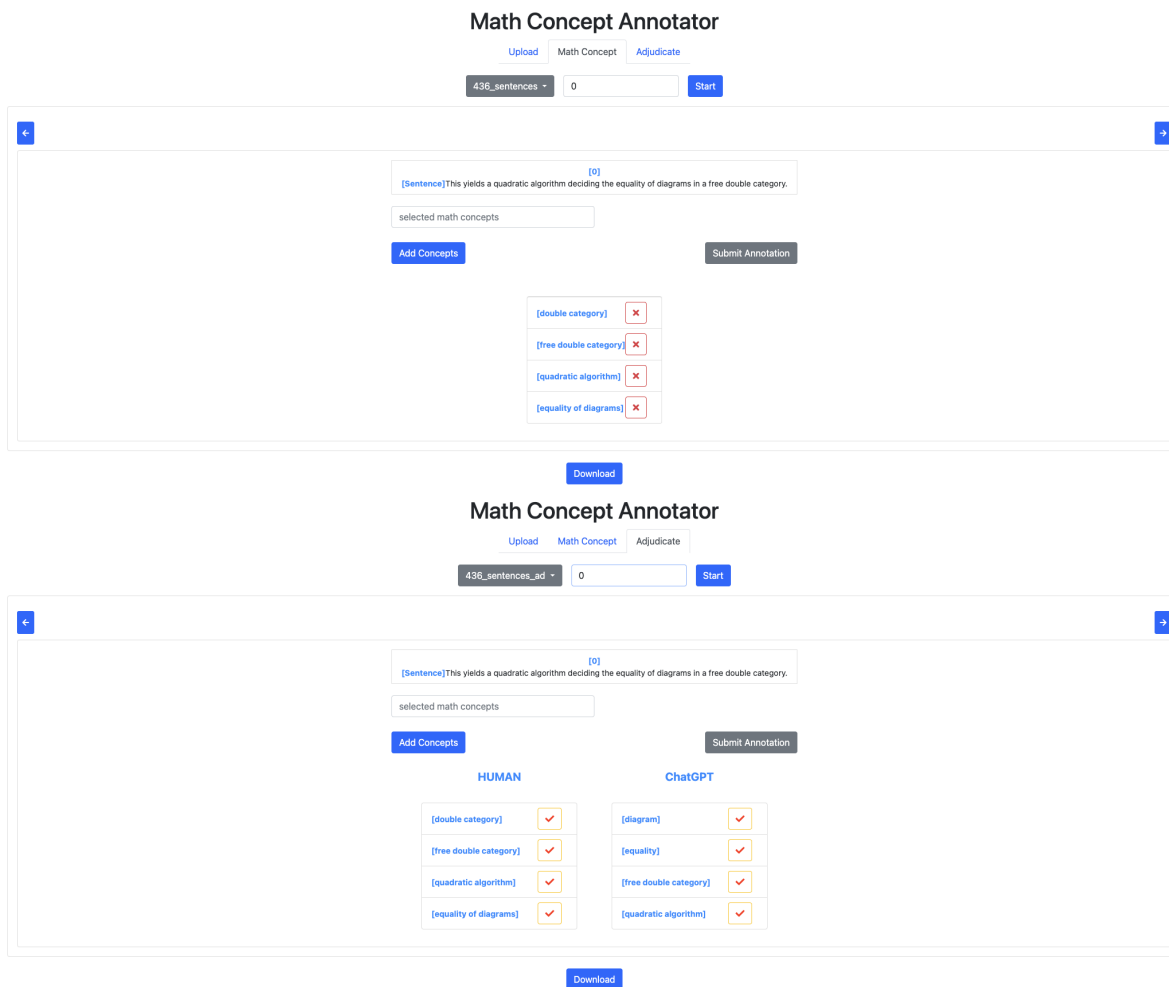 Math Concept Annotator
Upload Math Concept Adjudicate
436_sentences 0 Start
[0]
[Sentence]This yields a quadratic algorithm deciding the equality of diagrams in a free double category.
selected math concepts
Add Concepts Submit Annotation
[double category]
[free double category]
[quadratic algorithm]
[equality of diagrams]
Download
Math Concept Annotator
Upload Math Concept Adjudicate
436_sentences_ad 0 Start
[0]
[Sentence]This yields a quadratic algorithm deciding the equality of diagrams in a free double category.
selected math concepts
Add Concepts Submit Annotation
HUMAN ChatGPT
[double category] [diagram]
[free double category] [equality]
[quadratic algorithm] [free double category]
[equality of diagrams] [quadratic algorithm]
Download